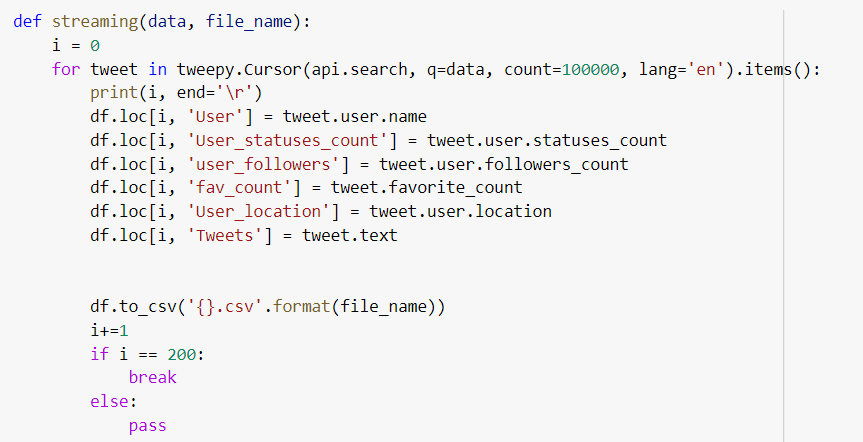 def streaming(data, file_name):
    i = 0
    for tweet in tweepy.Cursor(api.search, q=data, count=100000, lang='en').items():
        print(i, end='\r')
        df.loc[i, 'User'] = tweet.user.name
        df.loc[i, 'User_statuses_count'] = tweet.user.statuses_count
        df.loc[i, 'user_followers'] = tweet.user.followers_count
        df.loc[i, 'fav_count'] = tweet.favorite_count
        df.loc[i, 'User_location'] = tweet.user.location
        df.loc[i, 'Tweets'] = tweet.text
        df.to_csv('{}.csv'.format(file_name))
        i+=1
        if i == 200:
            break
        else:
            pass